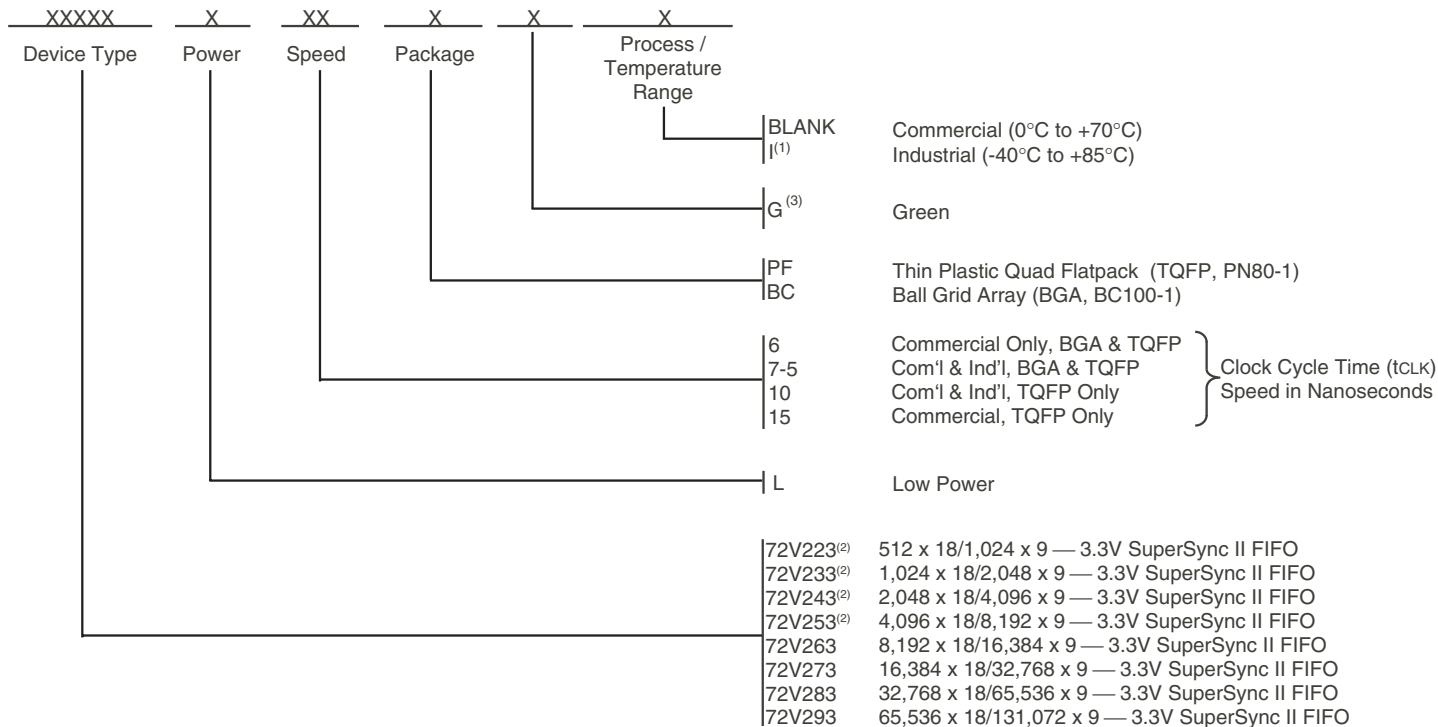 XXXXX X XX X X X
Device Type Power Speed Package Process /
Temperature
Range
BLANK Commercial (0°C to +70°C)
I(1) Industrial (-40°C to +85°C)
G(3) Green
PF Thin Plastic Quad Flatpack (TQFP, PN80-1)
BC Ball Grid Array (BGA, BC100-1)
6 Commercial Only, BGA & TQFP
7-5 Com‘l & Ind’l, BGA & TQFP
10 Com‘l & Ind’l, TQFP Only
15 Commercial, TQFP Only
Clock Cycle Time (tCLK)
Speed in Nanoseconds
L Low Power
72V223(2) 512 x 18/1,024 x 9 — 3.3V SuperSync II FIFO
72V233(2) 1,024 x 18/2,048 x 9 — 3.3V SuperSync II FIFO
72V243(2) 2,048 x 18/4,096 x 9 — 3.3V SuperSync II FIFO
72V253(2) 4,096 x 18/8,192 x 9 — 3.3V SuperSync II FIFO
72V263 8,192 x 18/16,384 x 9 — 3.3V SuperSync II FIFO
72V273 16,384 x 18/32,768 x 9 — 3.3V SuperSync II FIFO
72V283 32,768 x 18/65,536 x 9 — 3.3V SuperSync II FIFO
72V293 65,536 x 18/131,072 x 9 — 3.3V SuperSync II FIFO